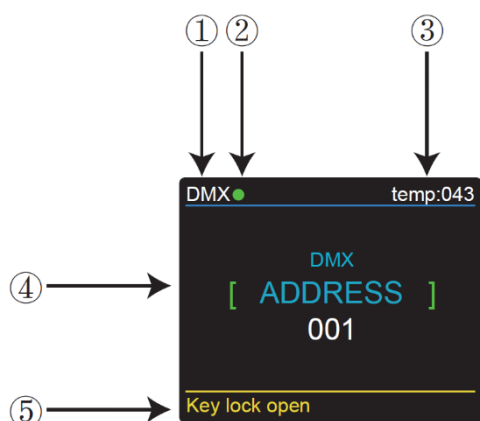 ① ② ③
DMX temp:043
DMX
④ [ ADDRESS ]
001
⑤ Key lock open